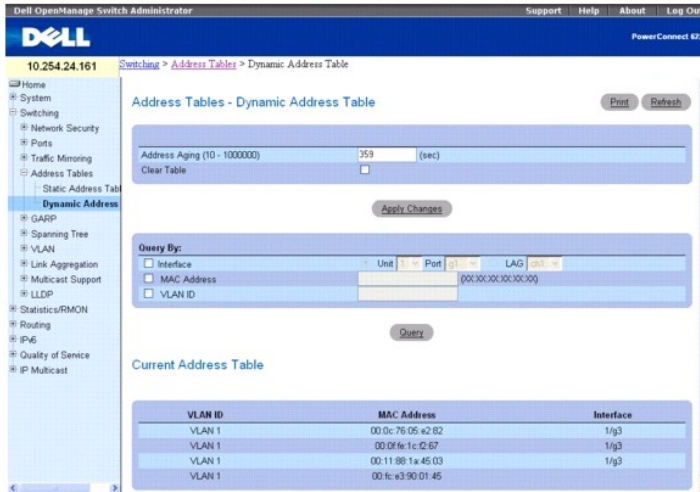 Dell OpenManage Switch Administrator
Support Help About Log Ou
DELL
PowerConnect 62
10.254.24.161
Switching > Address Tables > Dynamic Address Table
Home
System
Switching
Network Security
Ports
Traffic Mirroring
Address Tables
Static Address Tabl
Dynamic Address
GARP
Spanning Tree
VLAN
Link Aggregation
Multicast Support
LLDP
Statistics/RMON
Routing
IPv6
Quality of Service
IP Multicast
Address Tables - Dynamic Address Table
Print Refresh
Address Aging (10 - 1000000) 359 (sec)
Clear Table
Apply Changes
Query By:
Interface Unit 1 Port g1 LAG ch1
MAC Address (XX:XX:XX:XX:XX:XX)
VLAN ID
Query
Current Address Table
VLAN ID MAC Address Interface
VLAN 1 00:0c:76:05:e2:82 1/g3
VLAN 1 00:0f:fe:1c:f2:67 1/g3
VLAN 1 00:11:88:1a:45:03 1/g3
VLAN 1 00:fc:e3:90:01:45